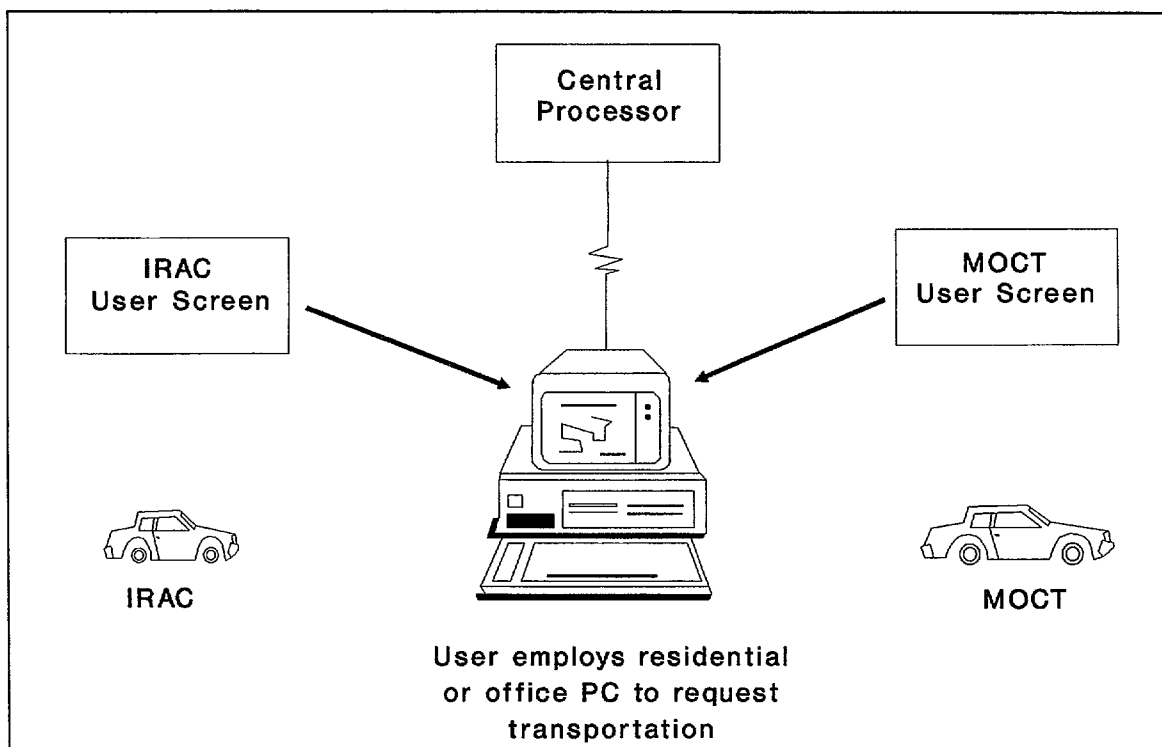 Central
Processor
IRAC
User Screen
MOCT
User Screen
IRAC
MOCT
User employs residential
or office PC to request
transportation